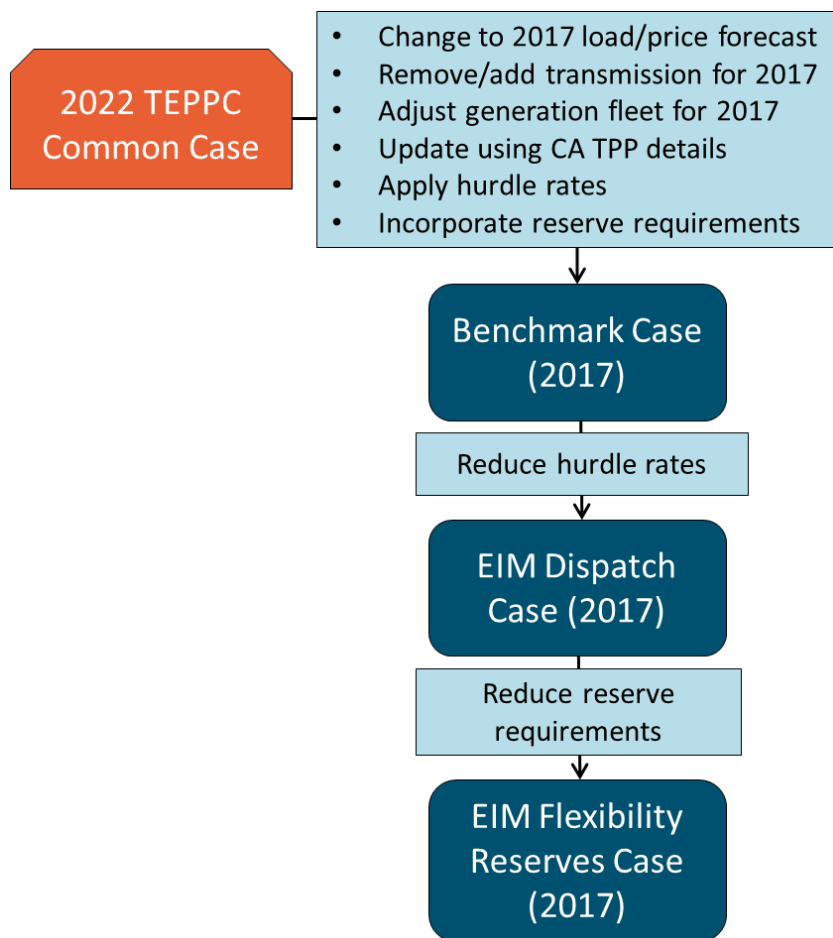 2022 TEPPC
Common Case
• Change to 2017 load/price forecast
• Remove/add transmission for 2017
• Adjust generation fleet for 2017
• Update using CA TPP details
• Apply hurdle rates
• Incorporate reserve requirements
Benchmark Case
(2017)
Reduce hurdle rates
EIM Dispatch
Case (2017)
Reduce reserve
requirements
EIM Flexibility
Reserves Case
(2017)